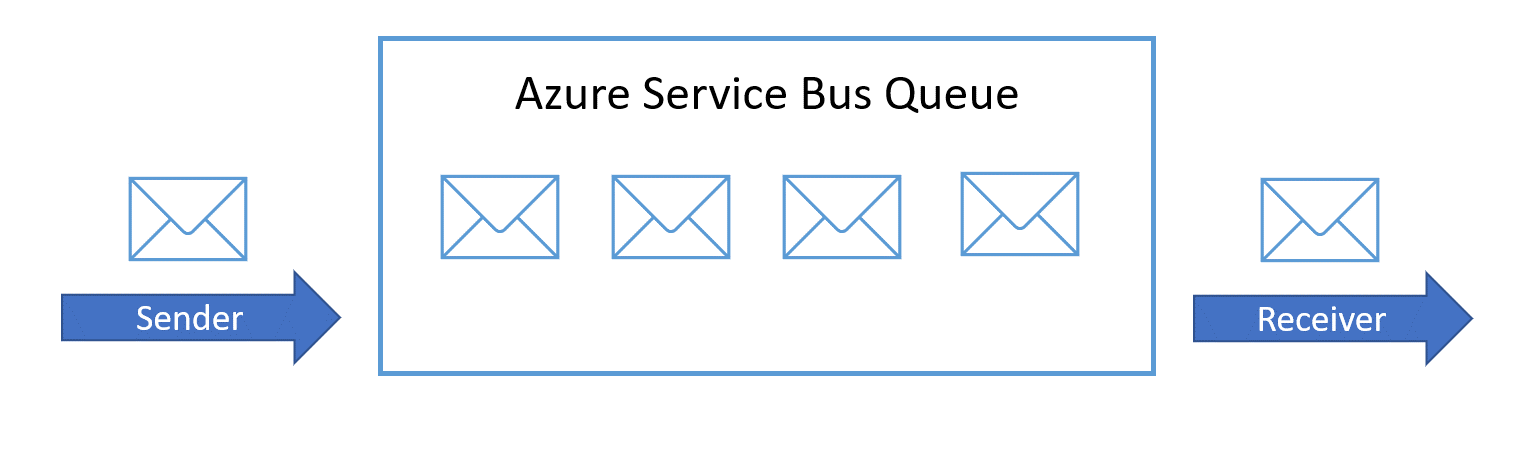 Azure Service Bus Queue
Sender
Receiver